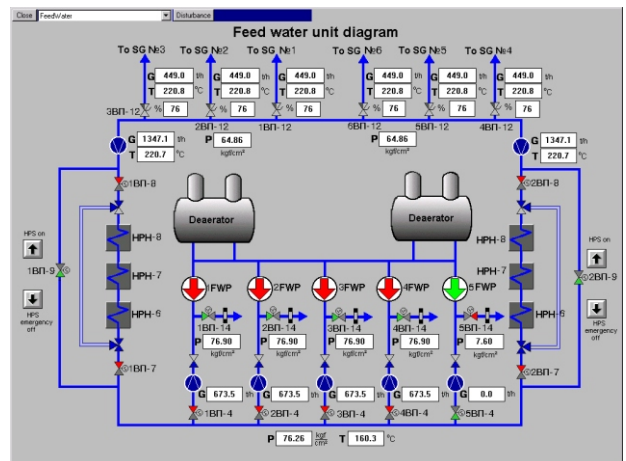 Close FeedWater Disturbance
Feed water unit diagram
To SG №3 To SG №2 To SG №1 To SG №6 To SG №5 To SG №4
G 449.0 t/h G 449.0 t/h G 449.0 t/h G 449.0 t/h G 449.0 t/h G 449.0 t/h
T 220.8 °C T 220.8 °C T 220.8 °C T 220.8 °C T 220.8 °C T 220.8 °C
% 76 % 76 % 76 % 76 % 76 % 76
3ВП-12 2ВП-12 1ВП-12 6ВП-12 5ВП-12 4ВП-12
G 1347.1 t/h P 64.86 P 64.86 G 1347.1 t/h
T 220.7 °C kgf/cm² kgf/cm² T 220.7 °C
1ВП-8 2ВП-8
Deaerator Deaerator
HPS on HPH-8 HPH-8 HPS on
1ВП-9 HPH-7 HPH-7 2ВП-9
1FWP 2FWP 3FWP 4FWP 5FWP
HPS emergency off HPH-6 HPH-6 HPS emergency off
1ВП-14 2ВП-14 3ВП-14 4ВП-14 5ВП-14
P 76.90 76.90 76.90 76.90 7.60
kgf/cm² kgf/cm² kgf/cm² kgf/cm² kgf/cm²
1ВП-7 2ВП-7
G 673.5 t/h G 673.5 t/h G 673.5 t/h G 673.5 t/h G 0.0 t/h
1ВП-4 2ВП-4 3ВП-4 4ВП-4 5ВП-4
P 76.26 kgf/cm² T 160.3 °C